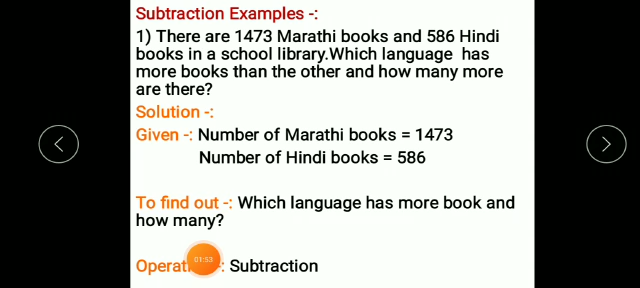 Subtraction Examples -:
1) There are 1473 Marathi books and 586 Hindi
books in a school library.Which language has
more books than the other and how many more
are there?
Solution -:
Given -: Number of Marathi books = 1473
Number of Hindi books = 586
To find out -: Which language has more book and
how many?
: Subtraction
01:53